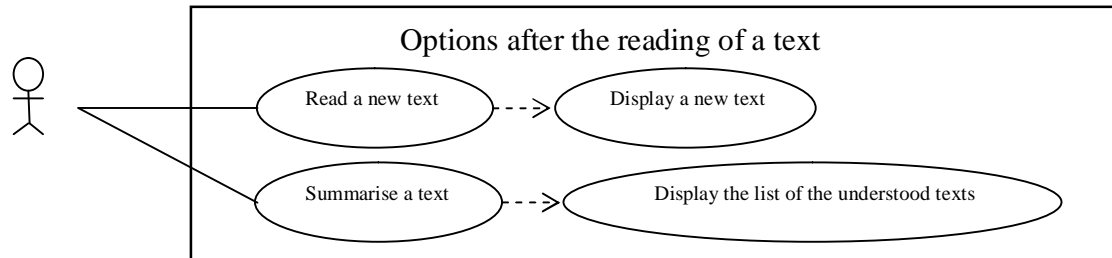 Options after the reading of a text
Read a new text
Display a new text
Summarise a text
Display the list of the understood texts